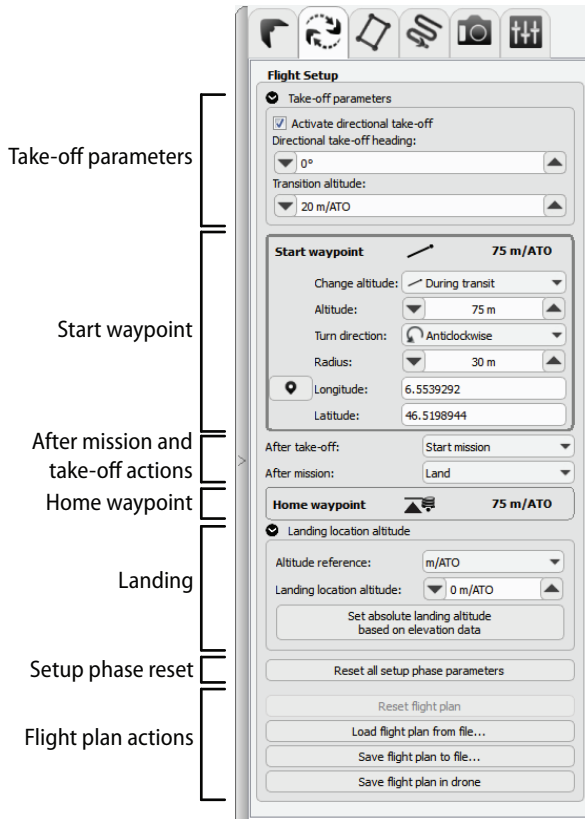 Flight Setup
Take-off parameters
Take-off parameters
Activate directional take-off
Directional take-off heading:
0°
Transition altitude:
20 m/ATO
Start waypoint
Start waypoint 75 m/ATO
Change altitude: During transit
Altitude: 75 m
Turn direction: Anticlockwise
Radius: 30 m
Longitude: 6.5539292
Latitude: 46.5198944
After mission and
take-off actions
After take-off: Start mission
After mission: Land
Home waypoint
Home waypoint 75 m/ATO
Landing
Landing location altitude
Altitude reference: m/ATO
Landing location altitude: 0 m/ATO
Set absolute landing altitude
based on elevation data
Setup phase reset
Reset all setup phase parameters
Flight plan actions
Reset flight plan
Load flight plan from file...
Save flight plan to file...
Save flight plan in drone